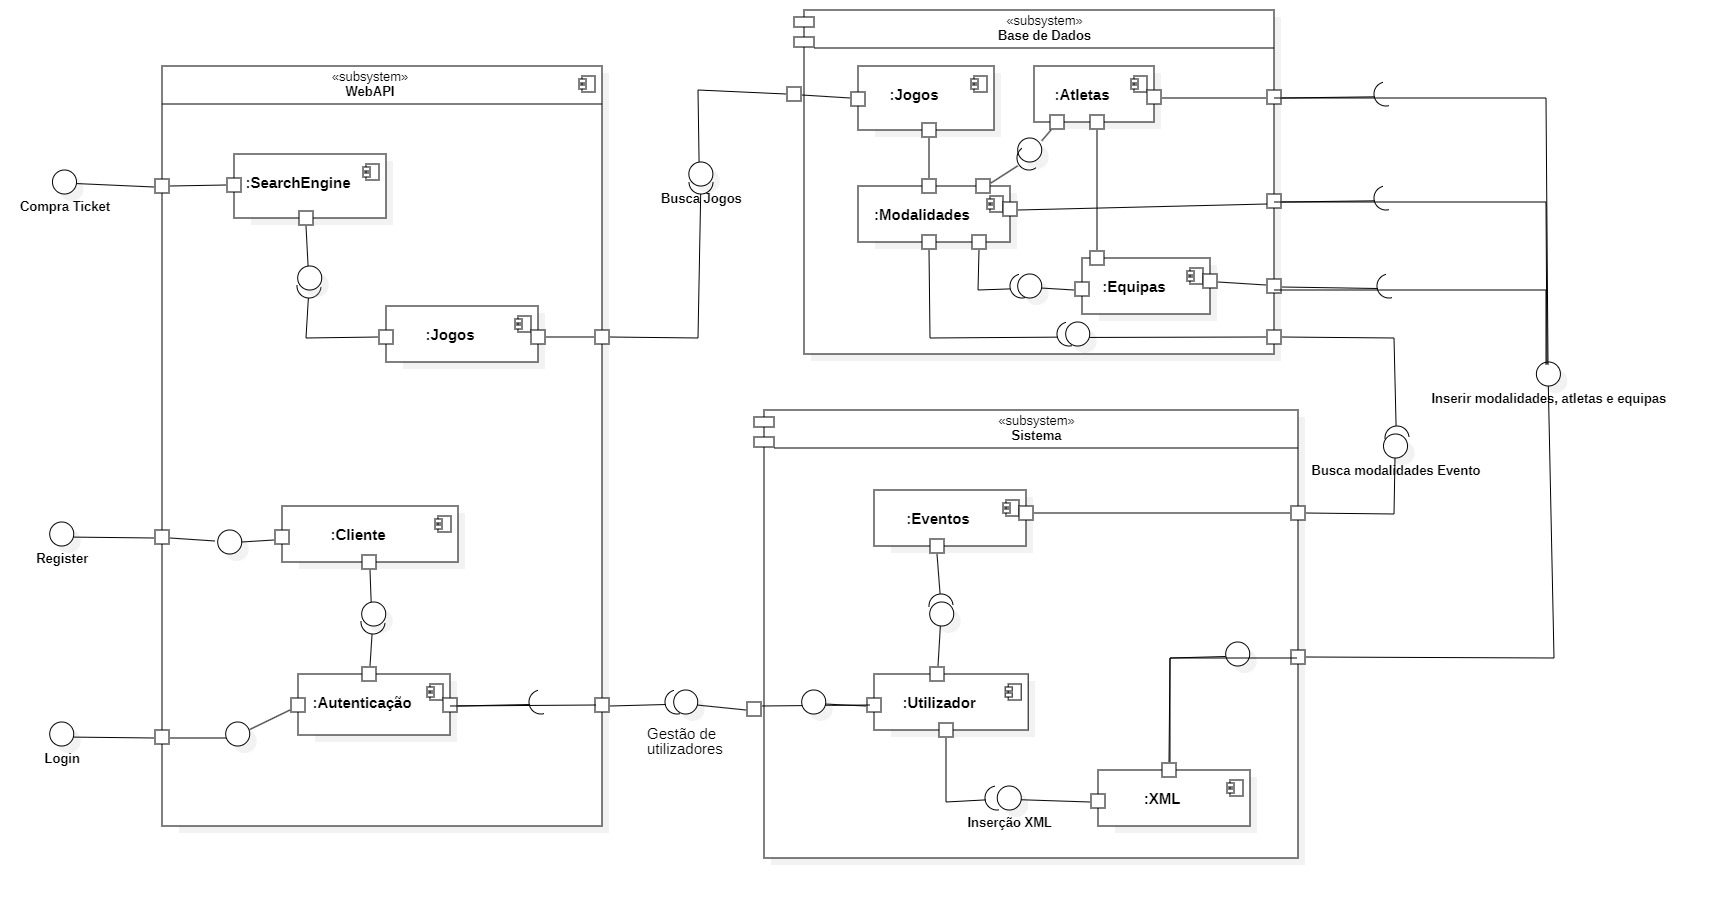 «subsystem»
WebAPI
:SearchEngine
Compra Ticket
:Jogos
Register
:Cliente
Login
:Autenticação
Busca Jogos
Gestão de
utilizadores
«subsystem»
Base de Dados
:Jogos
:Atletas
:Modalidades
:Equipas
Inserir modalidades, atletas e equipas
Busca modalidades Evento
«subsystem»
Sistema
:Eventos
:Utilizador
:XML
Inserção XML